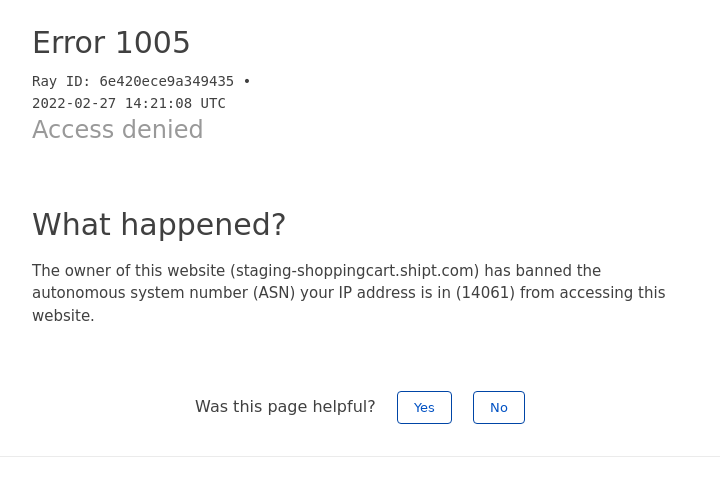 Error 1005
Ray ID: 6e420ece9a349435 •
2022-02-27 14:21:08 UTC
Access denied
What happened?
The owner of this website (staging-shoppingcart.shipt.com) has banned the
autonomous system number (ASN) your IP address is in (14061) from accessing this
website.
Was this page helpful? Yes No